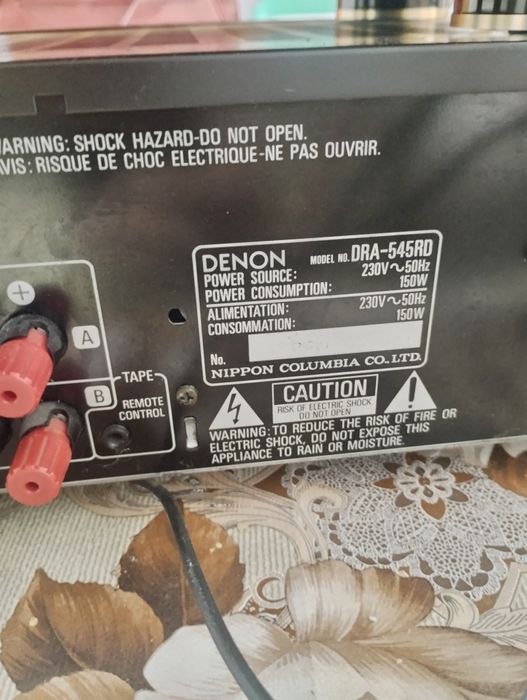 WARNING: SHOCK HAZARD-DO NOT OPEN.
AVIS: RISQUE DE CHOC ELECTRIQUE-NE PAS OUVRIR.
DENON MODEL NO. DRA-545RD
POWER SOURCE: 230V~50Hz
POWER CONSUMPTION: 150W
ALIMENTATION: 230V~50Hz
CONSOMMATION: 150W
No.
NIPPON COLUMBIA CO., LTD.
+
A
B
TAPE
REMOTE
CONTROL
CAUTION
RISK OF ELECTRIC SHOCK
DO NOT OPEN
!
WARNING: TO REDUCE THE RISK OF FIRE OR
ELECTRIC SHOCK, DO NOT EXPOSE THIS
APPLIANCE TO RAIN OR MOISTURE.